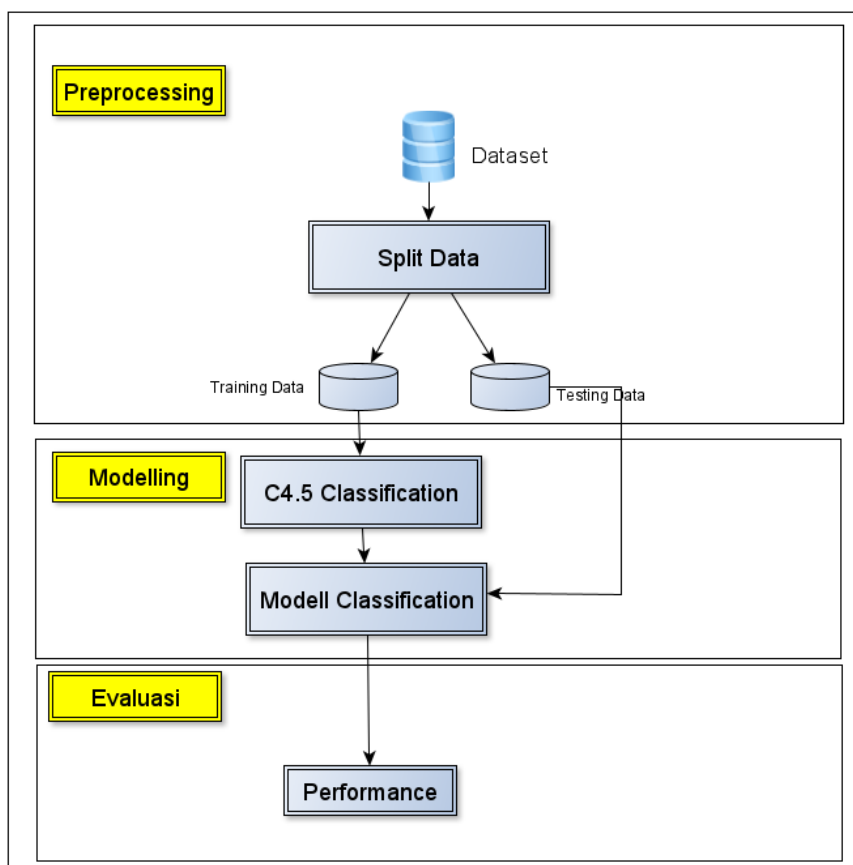 Preprocessing
Dataset
Split Data
Training Data
Testing Data
Modelling
C4.5 Classification
Modell Classification
Evaluasi
Performance